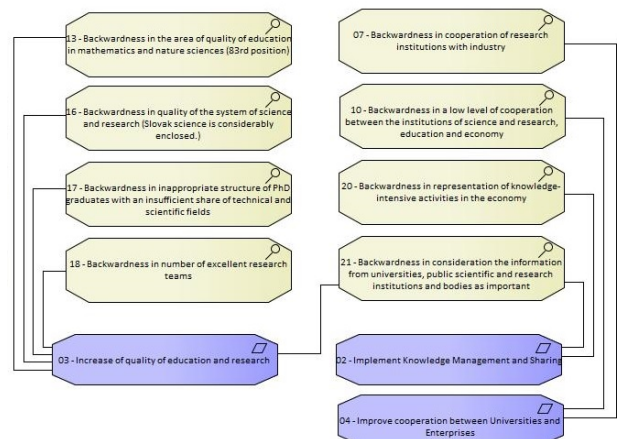 13 - Backwardness in the area of quality of education
in mathematics and nature sciences (83rd position)
07 - Backwardness in cooperation of research
institutions with industry
16 - Backwardness in quality of the system of science
and research (Slovak science is considerably
enclosed.)
10 - Backwardness in a low level of cooperation
between the institutions of science and research,
education and economy
17 - Backwardness in inappropriate structure of PhD
graduates with an insufficient share of technical and
scientific fields
20 - Backwardness in representation of knowledge-
intensive activities in the economy
18 - Backwardness in number of excellent research
teams
21 - Backwardness in consideration the information
from universities, public scientific and research
institutions and bodies as important
03 - Increase of quality of education and research
02 - Implement Knowledge Management and Sharing
04 - Improve cooperation between Universities and
Enterprises